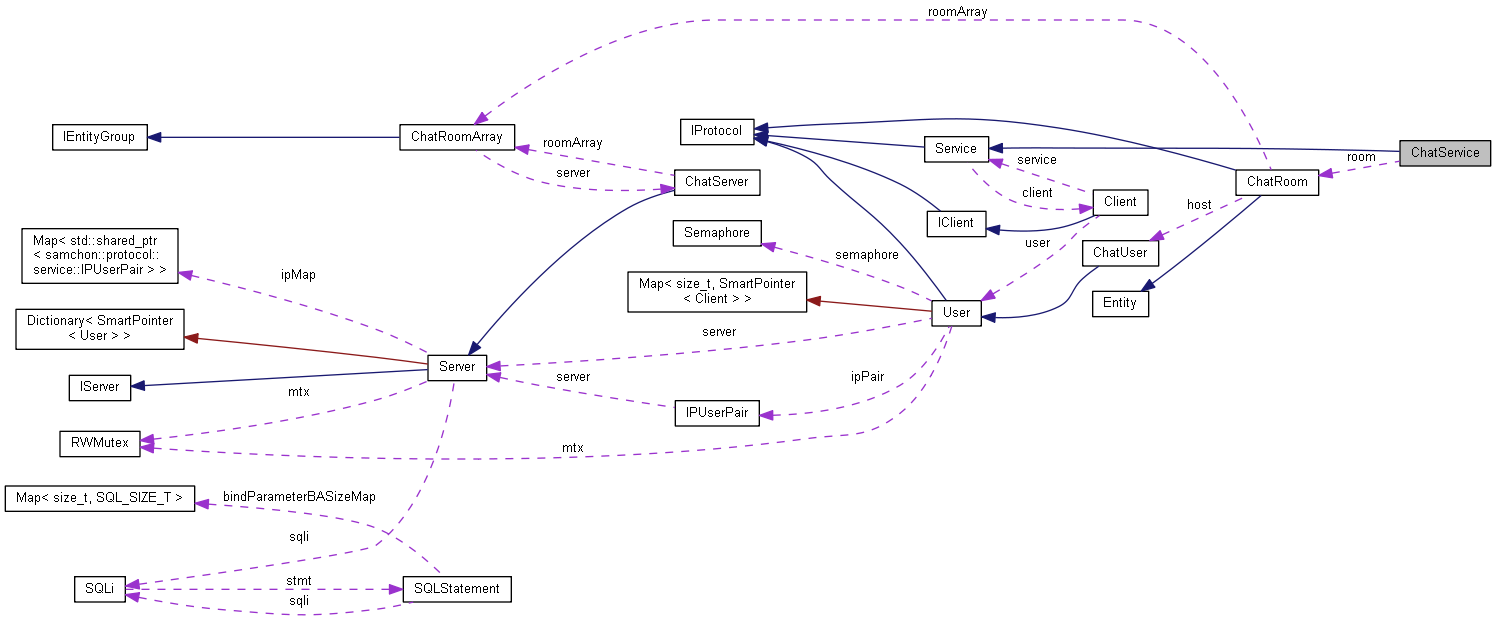 roomArray
IEntityGroup
ChatRoomArray
IProtocol
roomArray
Service
ChatService
service
room
server
ChatServer
ChatRoom
client
Client
host
IClient
Semaphore
user
Map< std::shared_ptr
< samchon::protocol::
service::IPUserPair > >
ChatUser
semaphore
ipMap
Map< size_t, SmartPointer
< Client > >
Entity
User
Dictionary< SmartPointer
< User > >
server
Server
server
ipPair
IServer
mtx
IPUserPair
RWMutex
mtx
Map< size_t, SQL_SIZE_T >
bindParameterBASizeMap
sqli
SQLi
stmt
SQLStatement
sqli